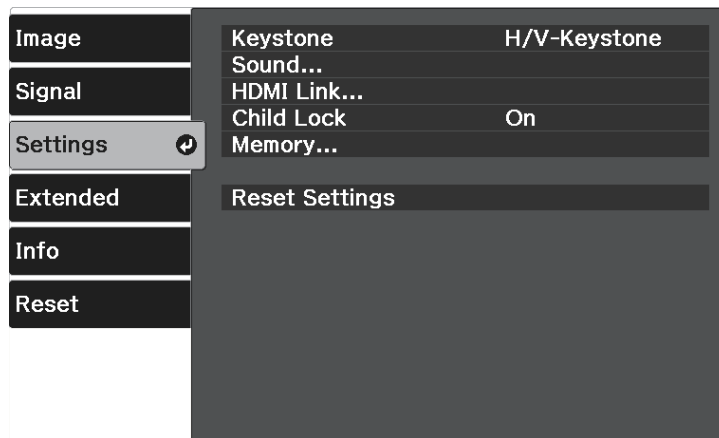 Image
Signal
Settings
Extended
Info
Reset
Keystone H/V-Keystone
Sound...
HDMI Link...
Child Lock On
Memory...
Reset Settings